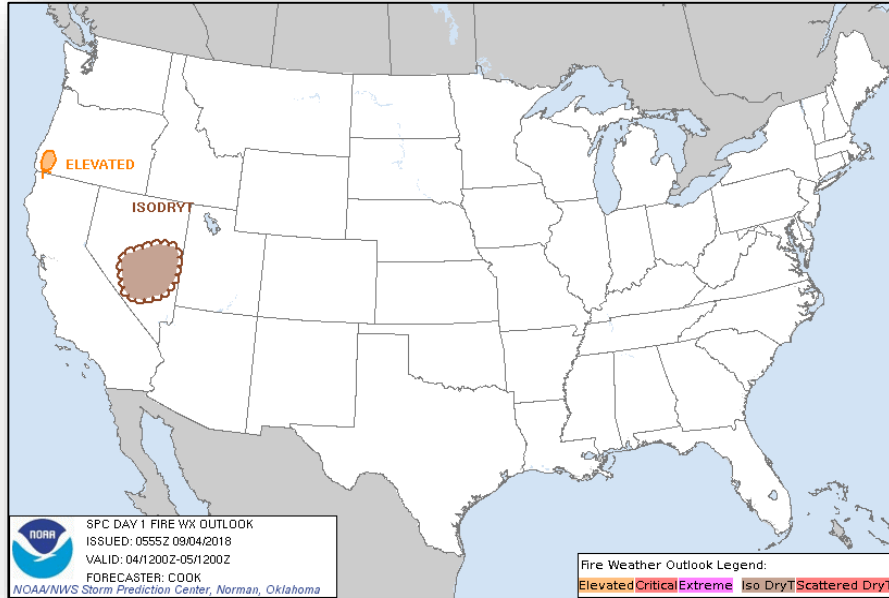 ELEVATED
ISODRYT
NOAA
SPC DAY 1 FIRE WX OUTLOOK
ISSUED: 0555Z 09/04/2018
VALID: 04/1200Z-05/1200Z
FORECASTER: COOK
NOAA/NWS Storm Prediction Center, Norman, Oklahoma
Fire Weather Outlook Legend:
Elevated Critical Extreme Iso DryT Scattered DryT